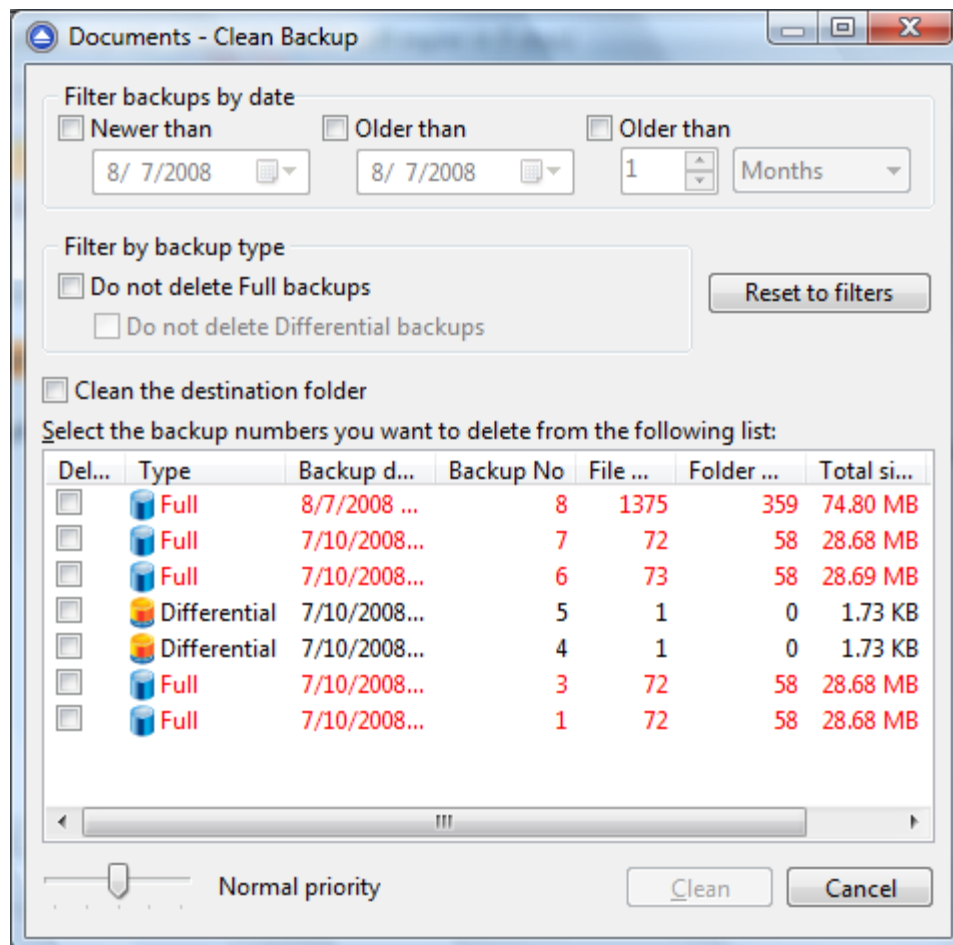 Documents - Clean Backup
Filter backups by date
Newer than Older than Older than
8/ 7/2008 8/ 7/2008 1 Months
Filter by backup type
Do not delete Full backups
Reset to filters
Do not delete Differential backups
Clean the destination folder
Select the backup numbers you want to delete from the following list:
Del... Type Backup d... Backup No File ... Folder ... Total si...
Full 8/7/2008 ... 8 1375 359 74.80 MB
Full 7/10/2008... 7 72 58 28.68 MB
Full 7/10/2008... 6 73 58 28.69 MB
Differential 7/10/2008... 5 1 0 1.73 KB
Differential 7/10/2008... 4 1 0 1.73 KB
Full 7/10/2008... 3 72 58 28.68 MB
Full 7/10/2008... 1 72 58 28.68 MB
Normal priority Clean Cancel